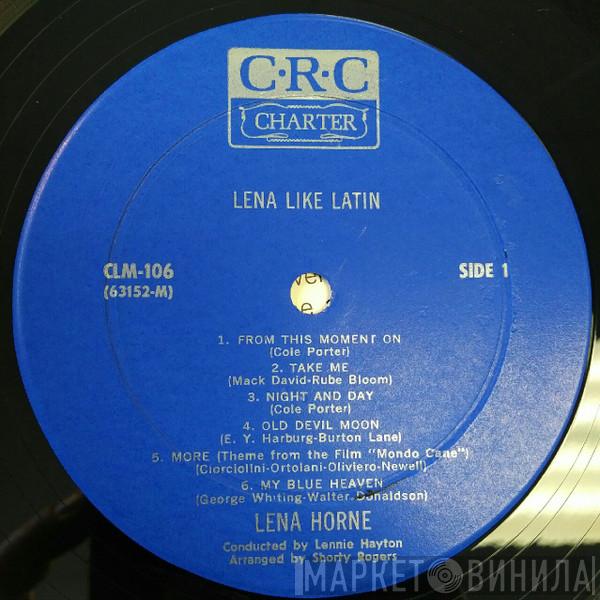 C·R·C
CHARTER
LENA LIKE LATIN
CLM-106
(63152-M)
SIDE 1
1. FROM THIS MOMENT ON
(Cole Porter)
2. TAKE ME
(Mack David-Rube Bloom)
3. NIGHT AND DAY
(Cole Porter)
4. OLD DEVIL MOON
(E. Y. Harburg-Burton Lane)
5. MORE (Theme from the Film "Mondo Cane")
(Ciorciollni-Ortolani-Oliviero-Newell)
6. MY BLUE HEAVEN
(George Whiting-Walter Donaldson)
LENA HORNE
Conducted by Lennie Hayton
Arranged by Shorty Rogers
МАРКЕТ ВИНИЛА